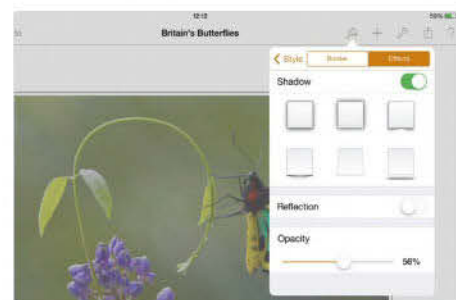 12:12
59%
Britain's Butterflies
Style
Border
Effects
Shadow
Reflection
Opacity
56%